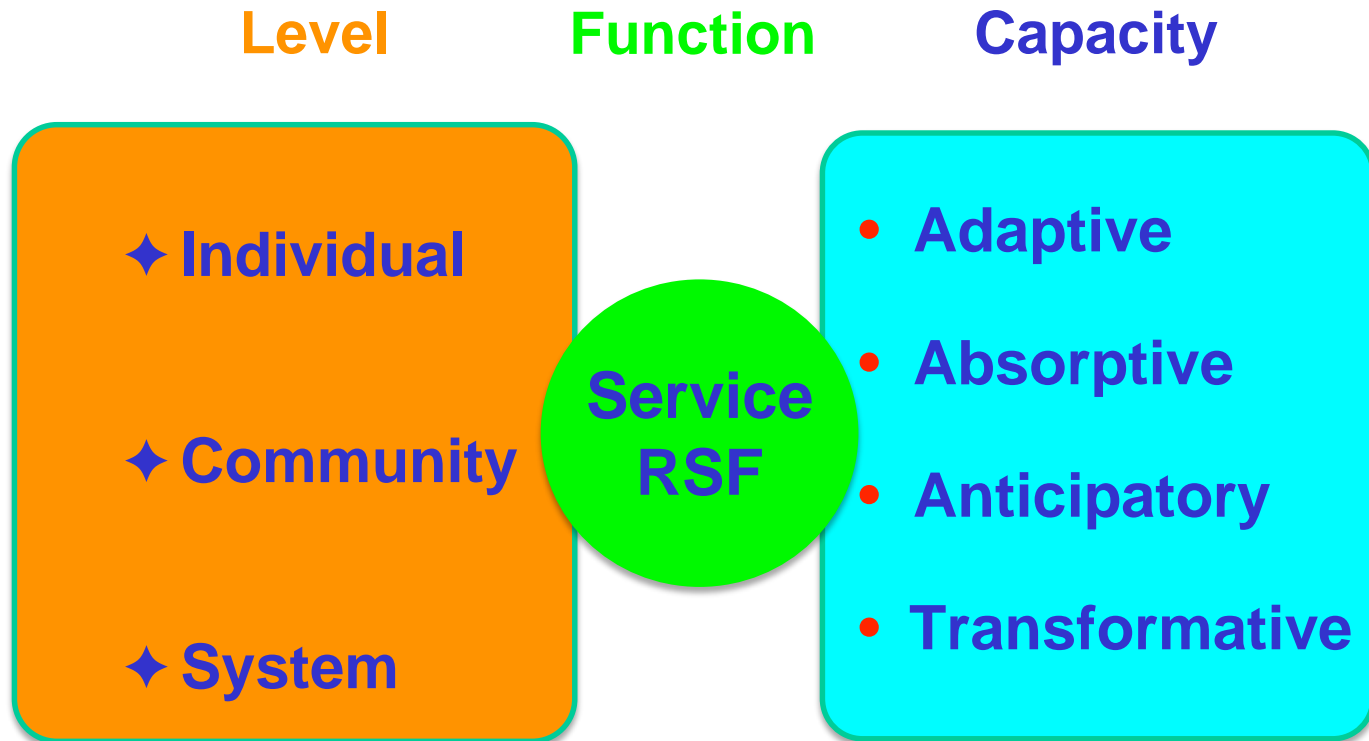 Level Function Capacity
✦ Individual
✦ Community
✦ System
Service
RSF
• Adaptive
• Absorptive
• Anticipatory
• Transformative